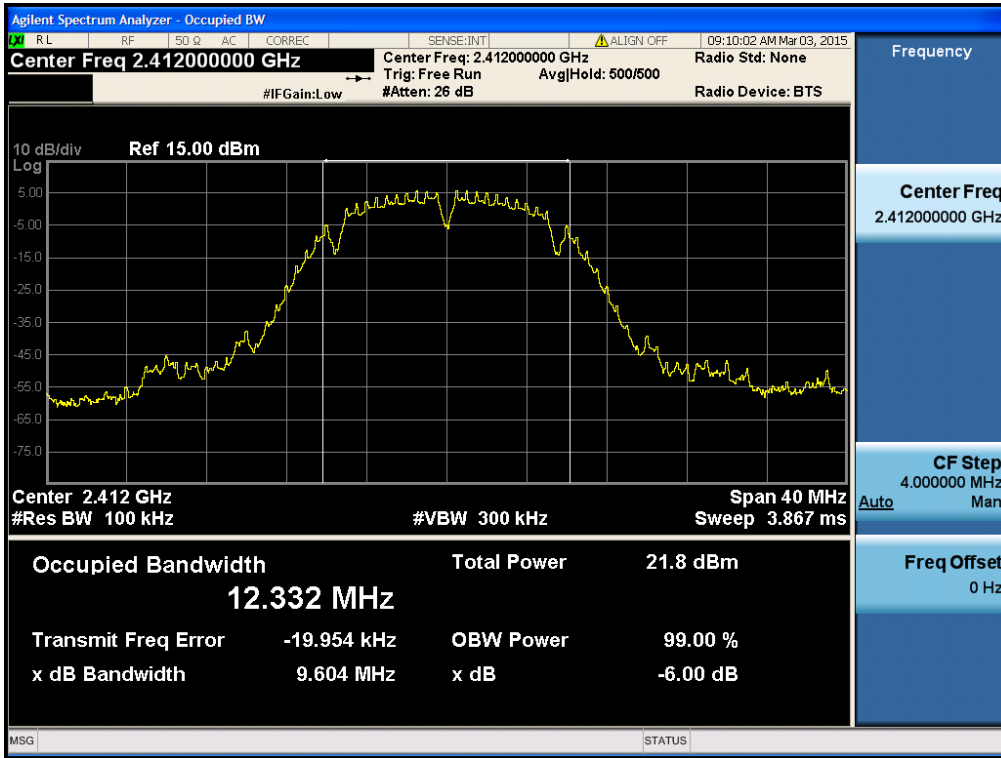 Agilent Spectrum Analyzer - Occupied BW
LXI RL RF 50 Ω AC CORREC SENSE:INT ALIGN OFF 09:10:02 AM Mar 03, 2015
Center Freq 2.412000000 GHz
Center Freq: 2.412000000 GHz
Radio Std: None
Trig: Free Run Avg|Hold: 500/500
#IFGain:Low
#Atten: 26 dB
Radio Device: BTS
Frequency
10 dB/div Ref 15.00 dBm
Log
5.00
-5.00
-15.0
-25.0
-35.0
-45.0
-55.0
-65.0
-75.0
Center 2.412 GHz
Span 40 MHz
#Res BW 100 kHz
#VBW 300 kHz
Sweep 3.867 ms
Occupied Bandwidth
12.332 MHz
Total Power 21.8 dBm
Transmit Freq Error -19.954 kHz
OBW Power 99.00 %
x dB Bandwidth 9.604 MHz
x dB -6.00 dB
Center Freq
2.412000000 GHz
CF Step
4.000000 MHz
Auto Man
Freq Offset
0 Hz
MSG
STATUS